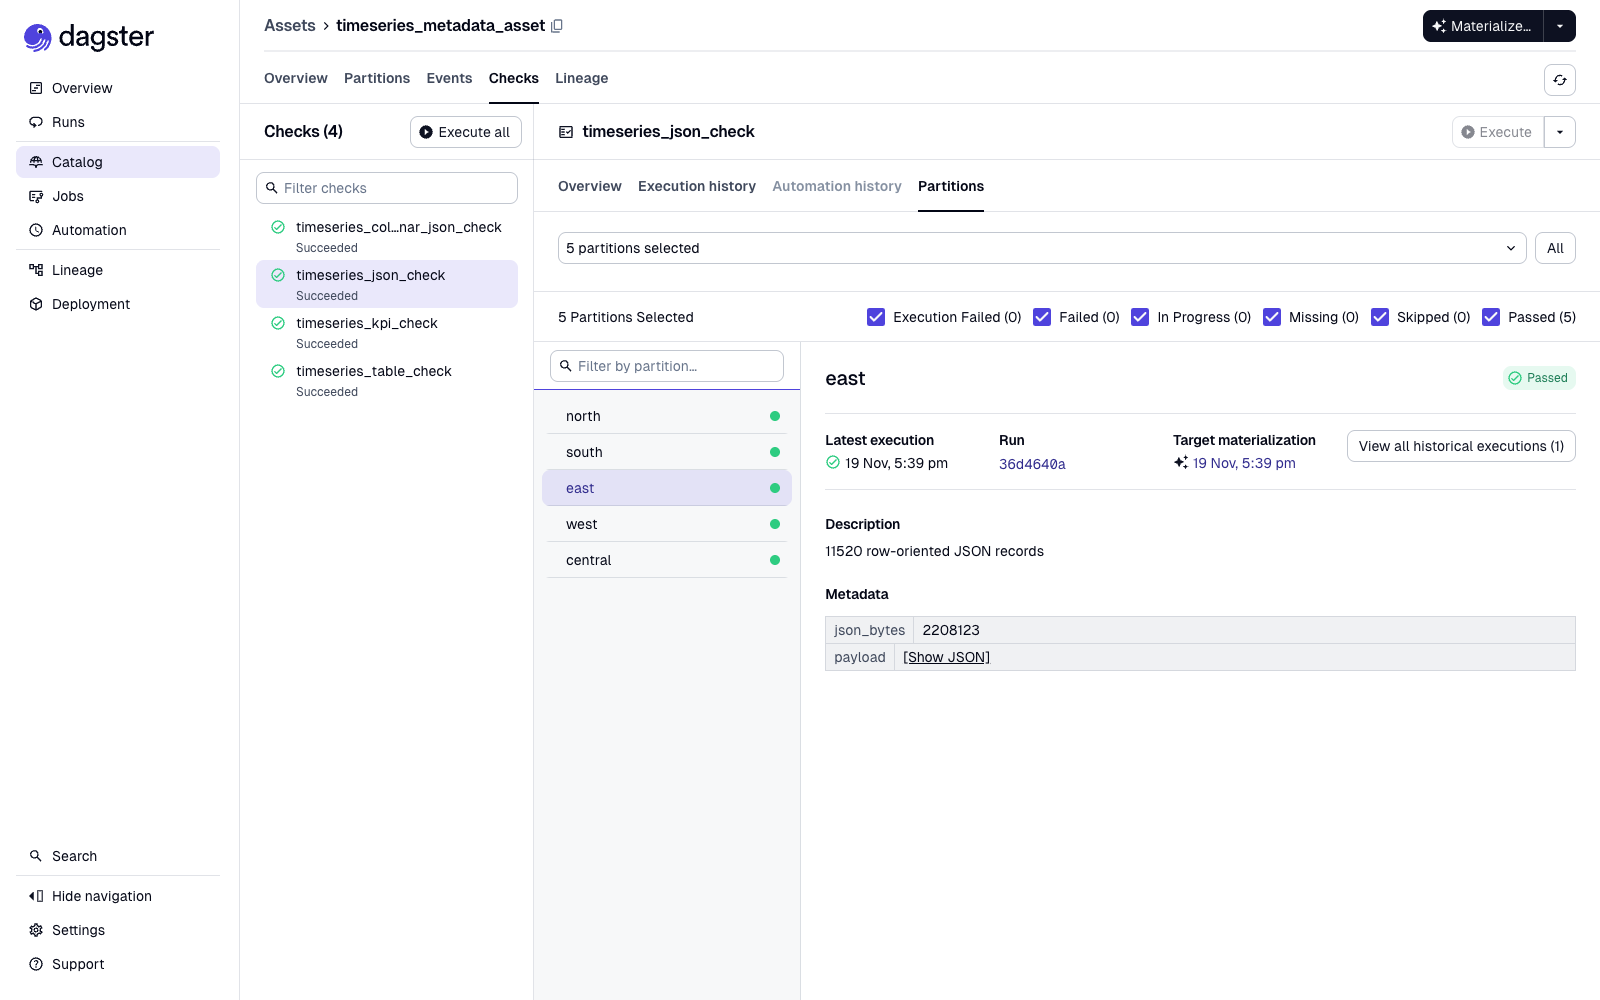 dagster
Overview
Runs
Catalog
Jobs
Automation
Lineage
Deployment
Search
Hide navigation
Settings
Support
Assets › timeseries_metadata_asset
Materialize...
Overview Partitions Events Checks Lineage
Checks (4)
Execute all
Filter checks
timeseries_col...nar_json_check
Succeeded
timeseries_json_check
Succeeded
timeseries_kpi_check
Succeeded
timeseries_table_check
Succeeded
timeseries_json_check
Execute
Overview Execution history Automation history Partitions
5 partitions selected
All
5 Partitions Selected
Execution Failed (0) Failed (0) In Progress (0) Missing (0) Skipped (0) Passed (5)
Filter by partition...
north
south
east
west
central
east
Passed
Latest execution
19 Nov, 5:39 pm
Run
36d4640a
Target materialization
19 Nov, 5:39 pm
View all historical executions (1)
Description
11520 row-oriented JSON records
Metadata
json_bytes 2208123
payload [Show JSON]